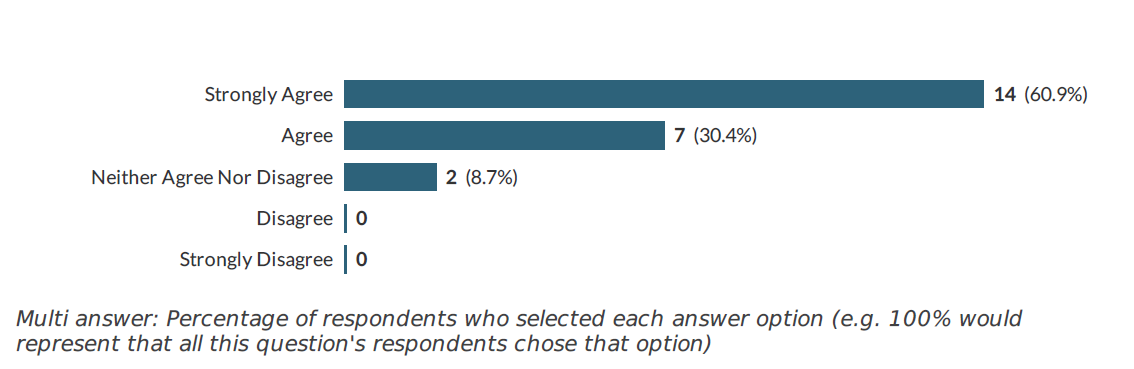 Strongly Agree 14 (60.9%)
Agree 7 (30.4%)
Neither Agree Nor Disagree 2 (8.7%)
Disagree 0
Strongly Disagree 0
Multi answer: Percentage of respondents who selected each answer option (e.g. 100% would
represent that all this question's respondents chose that option)